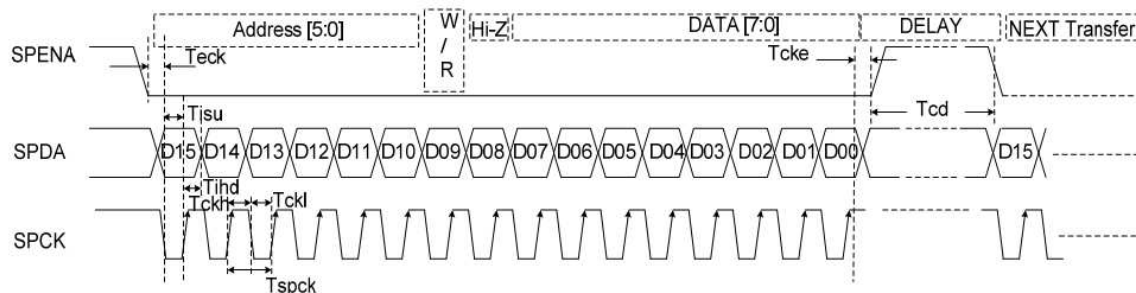 Address [5:0] W / R Hi-Z DATA [7:0] DELAY NEXT Transfer
SPENA Teck Tcke
Tcd
Tisu
SPDA D15 D14 D13 D12 D11 D10 D09 D08 D07 D06 D05 D04 D03 D02 D01 D00 D15
Tihd
Tckh Tckl
SPCK
Tspck